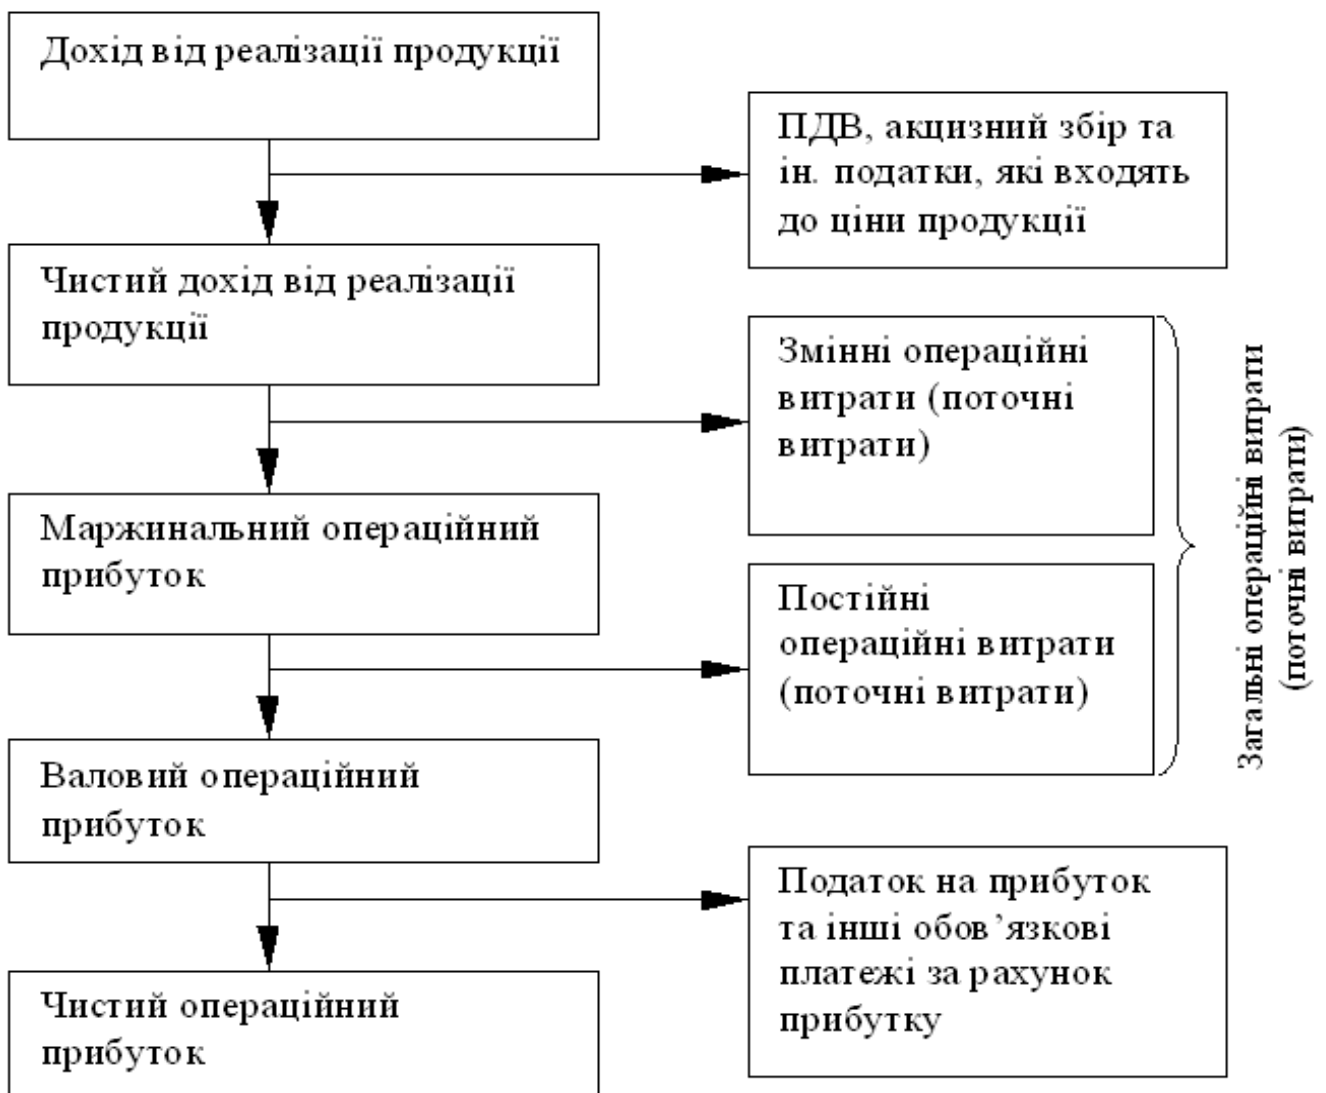 Дохід від реалізації продукції
ПДВ, акцизний збір та
ін. податки, які входять
до ціни продукції
Чистий дохід від реалізації
продукції
Змінні операційні
витрати (поточні
витрати)
Маржинальний операційний
прибуток
Постійні
операційні витрати
(поточні витрати)
Загальні операційні витрати
(поточні витрати)
Валовий операційний
прибуток
Податок на прибуток
та інші обов’язкові
платежі за рахунок
прибутку
Чистий операційний
прибуток